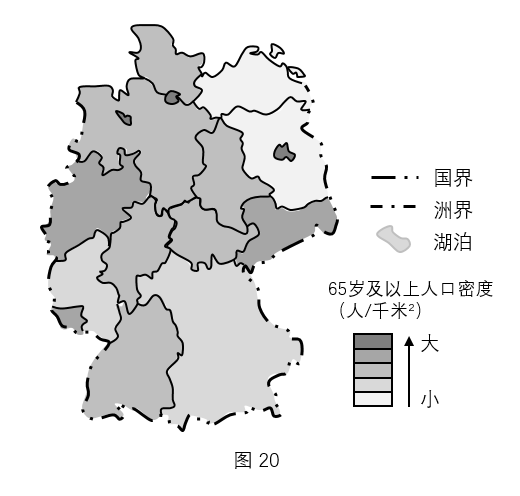 国界
洲界
湖泊
65岁及以上人口密度
（人/千米²）
大
小
图 20